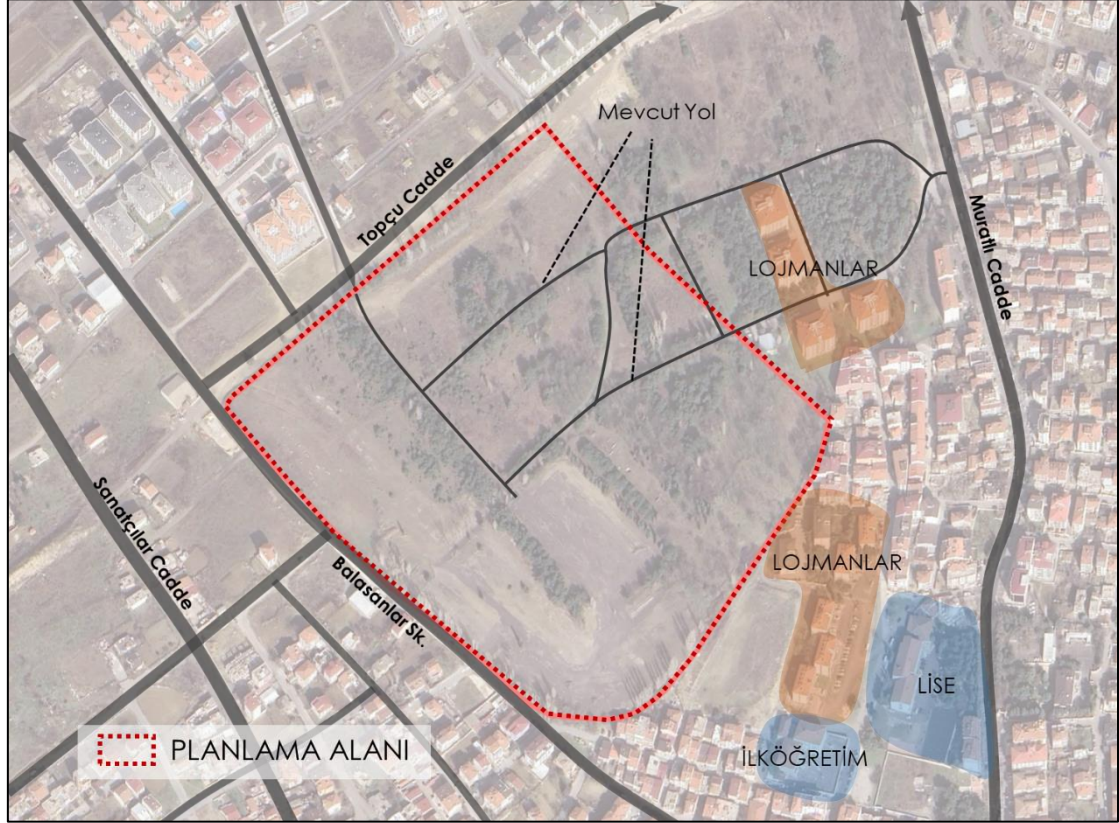 Mevcut Yol
Topçu Cadde
Muratlı Cadde
LOJMANLAR
Sanatçılar Cadde
Balasanlar Sk.
LOJMANLAR
LİSE
PLANLAMA ALANI
İLKÖĞRETİM